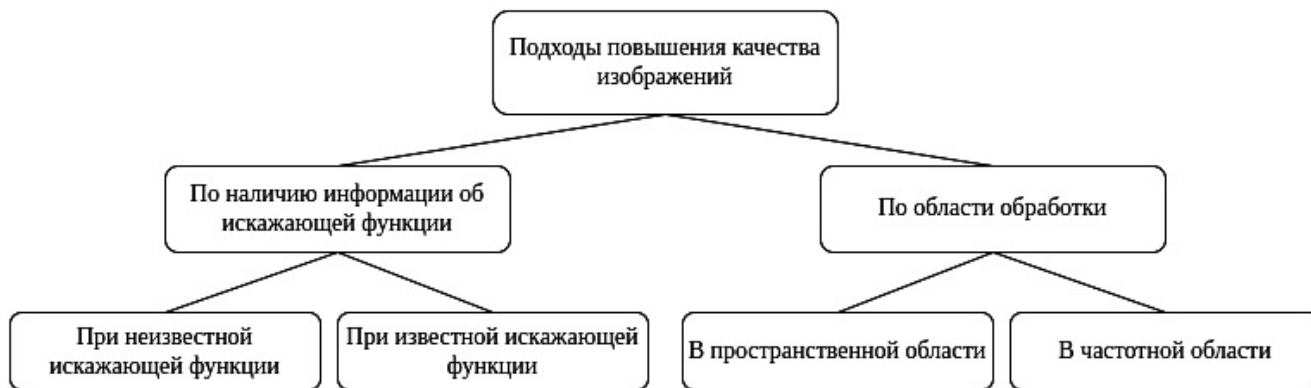 Подходы повышения качества
изображений
По наличию информации об
искажающей функции
По области обработки
При неизвестной
искажающей функции
При известной искажающей
функции
В пространственной области
В частотной области